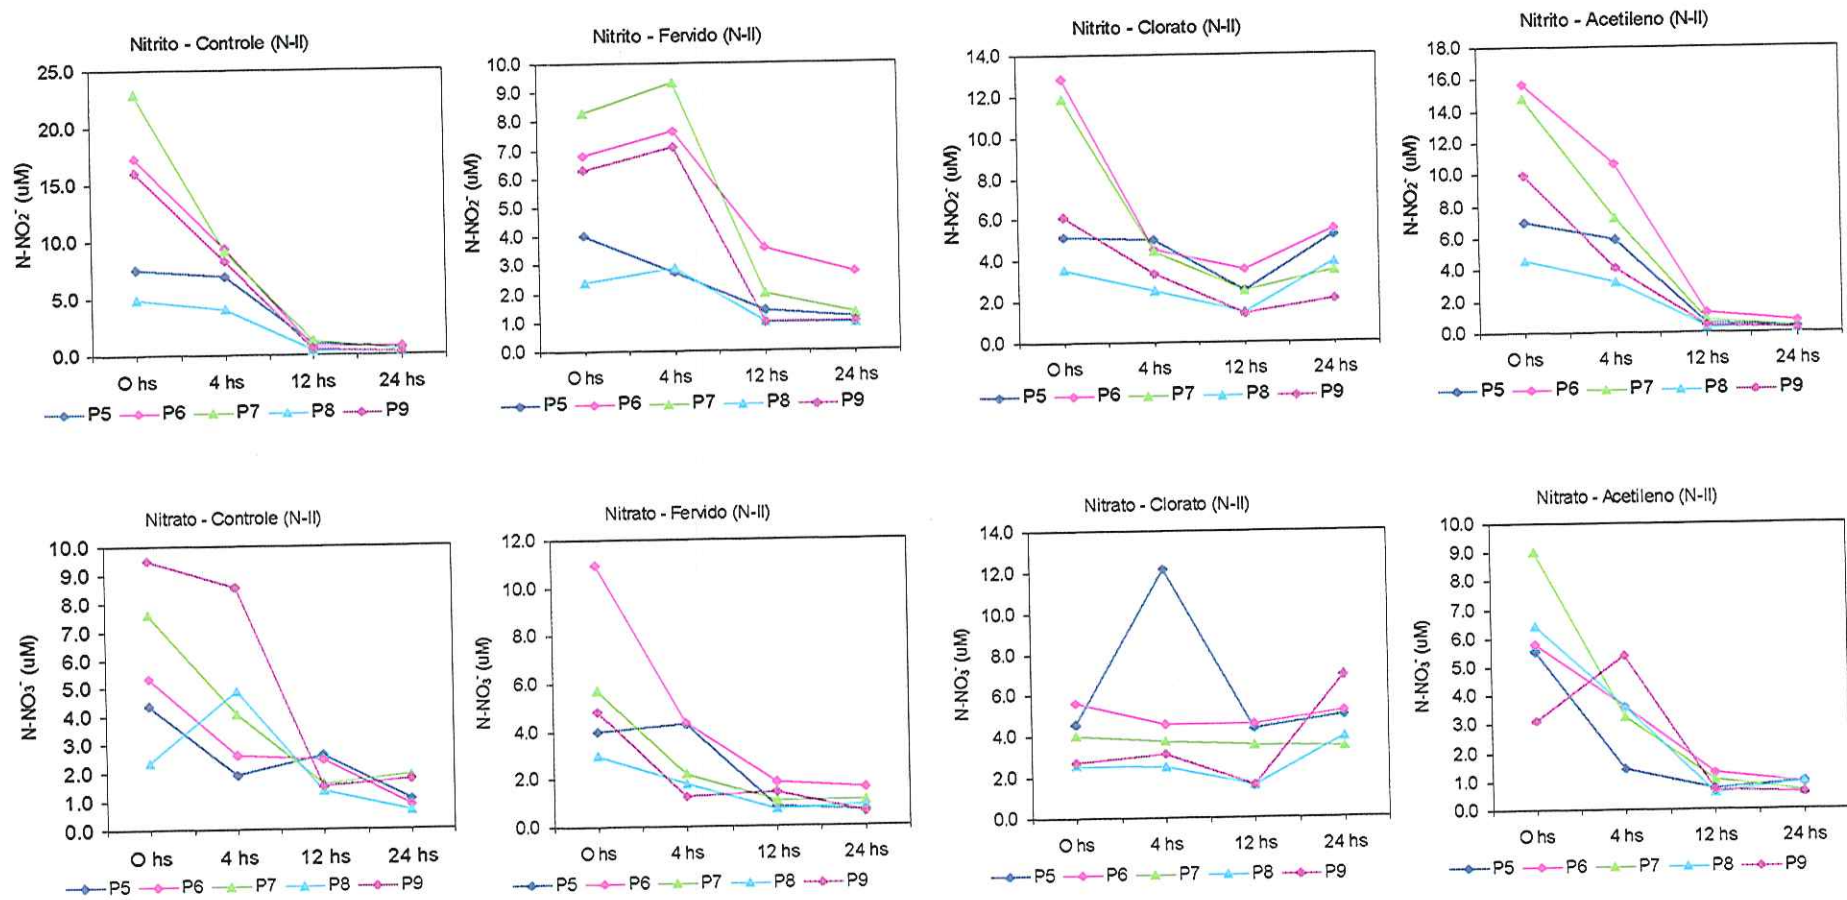 Nitrito - Controle (N-II)
25.0
20.0
15.0
10.0
5.0
0.0
N-NO2- (uM)
O hs 4 hs 12 hs 24 hs
P5 P6 P7 P8 P9
Nitrito - Fervido (N-II)
10.0
9.0
8.0
7.0
6.0
5.0
4.0
3.0
2.0
1.0
0.0
N-NO2- (uM)
O hs 4 hs 12 hs 24 hs
P5 P6 P7 P8 P9
Nitrito - Clorato (N-II)
14.0
12.0
10.0
8.0
6.0
4.0
2.0
0.0
N-NO2- (uM)
O hs 4 hs 12 hs 24 hs
P5 P6 P7 P8 P9
Nitrito - Acetileno (N-II)
18.0
16.0
14.0
12.0
10.0
8.0
6.0
4.0
2.0
0.0
N-NO2- (uM)
O hs 4 hs 12 hs 24 hs
P5 P6 P7 P8 P9
Nitrato - Controle (N-II)
10.0
9.0
8.0
7.0
6.0
5.0
4.0
3.0
2.0
1.0
0.0
N-NO3- (uM)
O hs 4 hs 12 hs 24 hs
P5 P6 P7 P8 P9
Nitrato - Fervido (N-II)
12.0
10.0
8.0
6.0
4.0
2.0
0.0
N-NO3- (uM)
O hs 4 hs 12 hs 24 hs
P5 P6 P7 P8 P9
Nitrato - Clorato (N-II)
14.0
12.0
10.0
8.0
6.0
4.0
2.0
0.0
N-NO3- (uM)
O hs 4 hs 12 hs 24 hs
P5 P6 P7 P8 P9
Nitrato - Acetileno (N-II)
10.0
9.0
8.0
7.0
6.0
5.0
4.0
3.0
2.0
1.0
0.0
N-NO3- (uM)
O hs 4 hs 12 hs 24 hs
P5 P6 P7 P8 P9